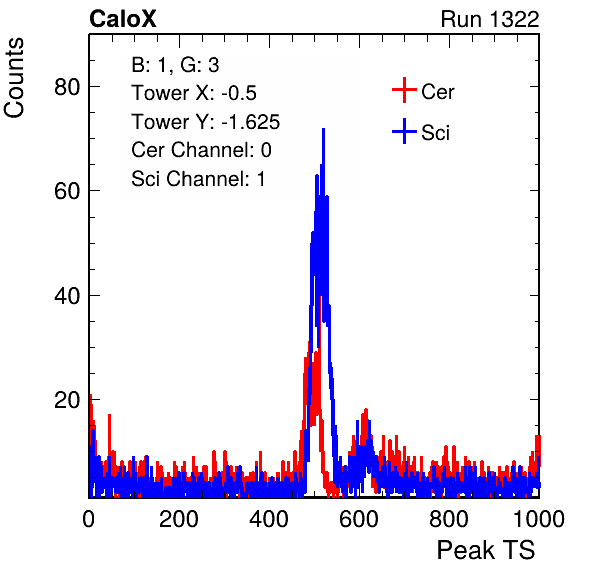 CaloX Run 1322
Counts
B: 1, G: 3
Tower X: -0.5
Tower Y: -1.625
Cer Channel: 0
Sci Channel: 1
Cer
Sci
80
60
40
20
0 200 400 600 800 1000
Peak TS